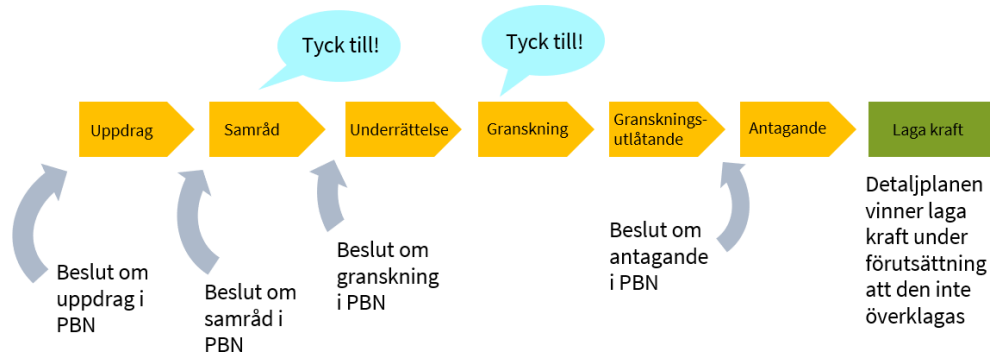 Tyck till!
Tyck till!
Uppdrag
Samråd
Underrättelse
Granskning
Gransknings-
utlåtande
Antagande
Laga kraft
Beslut om
uppdrag i
PBN
Beslut om
samråd i
PBN
Beslut om
granskning
i PBN
Beslut om
antagande
i PBN
Detaljplanen
vinner laga
kraft under
förutsättning
att den inte
överklagas